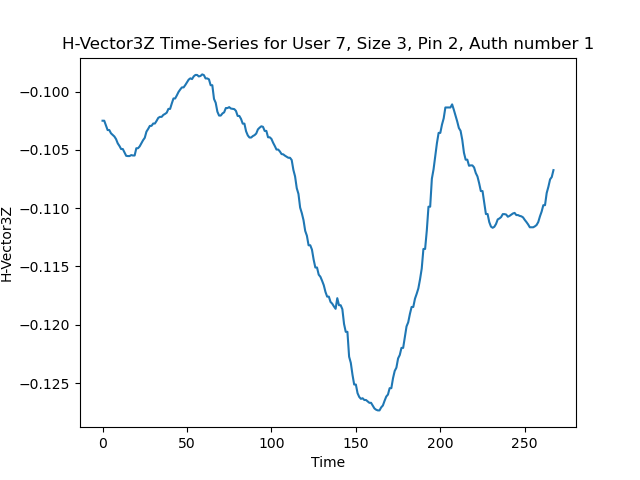 H-Vector3Z Time-Series for User 7, Size 3, Pin 2, Auth number 1
H-Vector3Z
−0.100
−0.105
−0.110
−0.115
−0.120
−0.125
0 50 100 150 200 250
Time